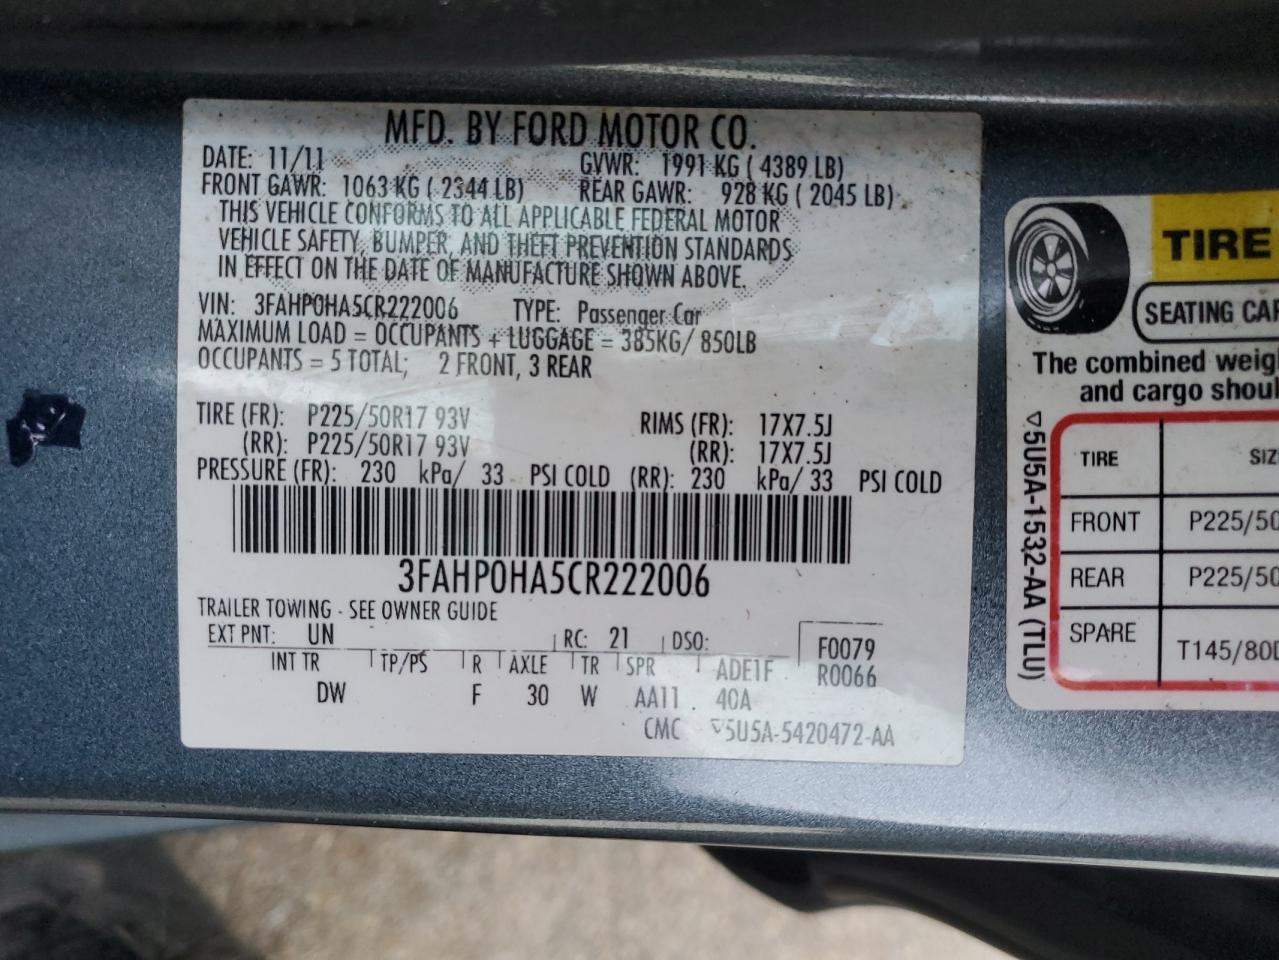 MFD. BY FORD MOTOR CO.
DATE: 11/11 GVWR: 1991 KG ( 4389 LB)
FRONT GAWR: 1063 KG ( 2344 LB) REAR GAWR: 928 KG ( 2045 LB)
THIS VEHICLE CONFORMS TO ALL APPLICABLE FEDERAL MOTOR
VEHICLE SAFETY, BUMPER, AND THEFT PREVENTION STANDARDS
IN EFFECT ON THE DATE OF MANUFACTURE SHOWN ABOVE.
VIN: 3FAHP0HA5CR222006 TYPE: Passenger Car
MAXIMUM LOAD = OCCUPANTS + LUGGAGE = 385KG/ 850LB
OCCUPANTS = 5 TOTAL; 2 FRONT, 3 REAR
TIRE (FR): P225/50R17 93V RIMS (FR): 17X7.5J
(RR): P225/50R17 93V (RR): 17X7.5J
PRESSURE (FR): 230 kPa/ 33 PSI COLD (RR): 230 kPa/ 33 PSI COLD
3FAHP0HA5CR222006
TRAILER TOWING - SEE OWNER GUIDE
EXT PNT: UN RC: 21 DSO: F0079
INT TR TP/PS R AXLE TR SPR ADE1F R0066
DW F 30 W AA11 . 40A
CMC ▽5U5A-5420472-AA
TIRE
SEATING CAP
The combined weigh
and cargo shoul
▽5U5A-1532-AA (TLU)
TIRE SIZE
FRONT P225/50
REAR P225/50
SPARE T145/80D